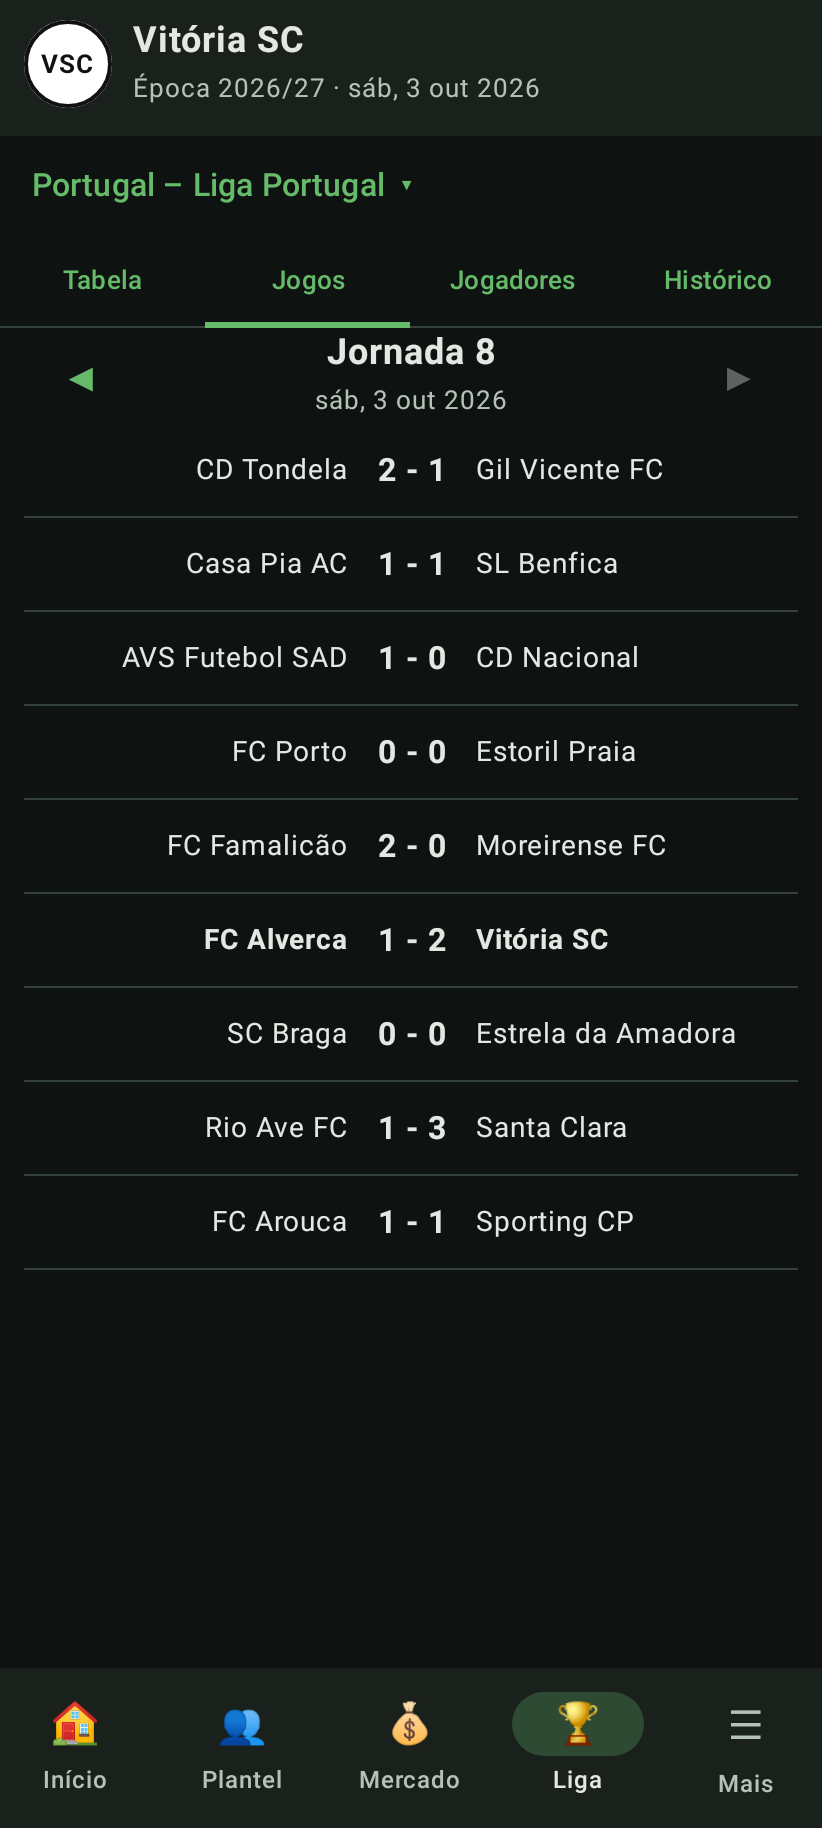 VSC
Vitória SC
Época 2026/27 · sáb, 3 out 2026
Portugal – Liga Portugal ▾
Tabela Jogos Jogadores Histórico
◀ Jornada 8 ▶
sáb, 3 out 2026
CD Tondela 2 - 1 Gil Vicente FC
Casa Pia AC 1 - 1 SL Benfica
AVS Futebol SAD 1 - 0 CD Nacional
FC Porto 0 - 0 Estoril Praia
FC Famalicão 2 - 0 Moreirense FC
FC Alverca 1 - 2 Vitória SC
SC Braga 0 - 0 Estrela da Amadora
Rio Ave FC 1 - 3 Santa Clara
FC Arouca 1 - 1 Sporting CP
Início Plantel Mercado Liga Mais